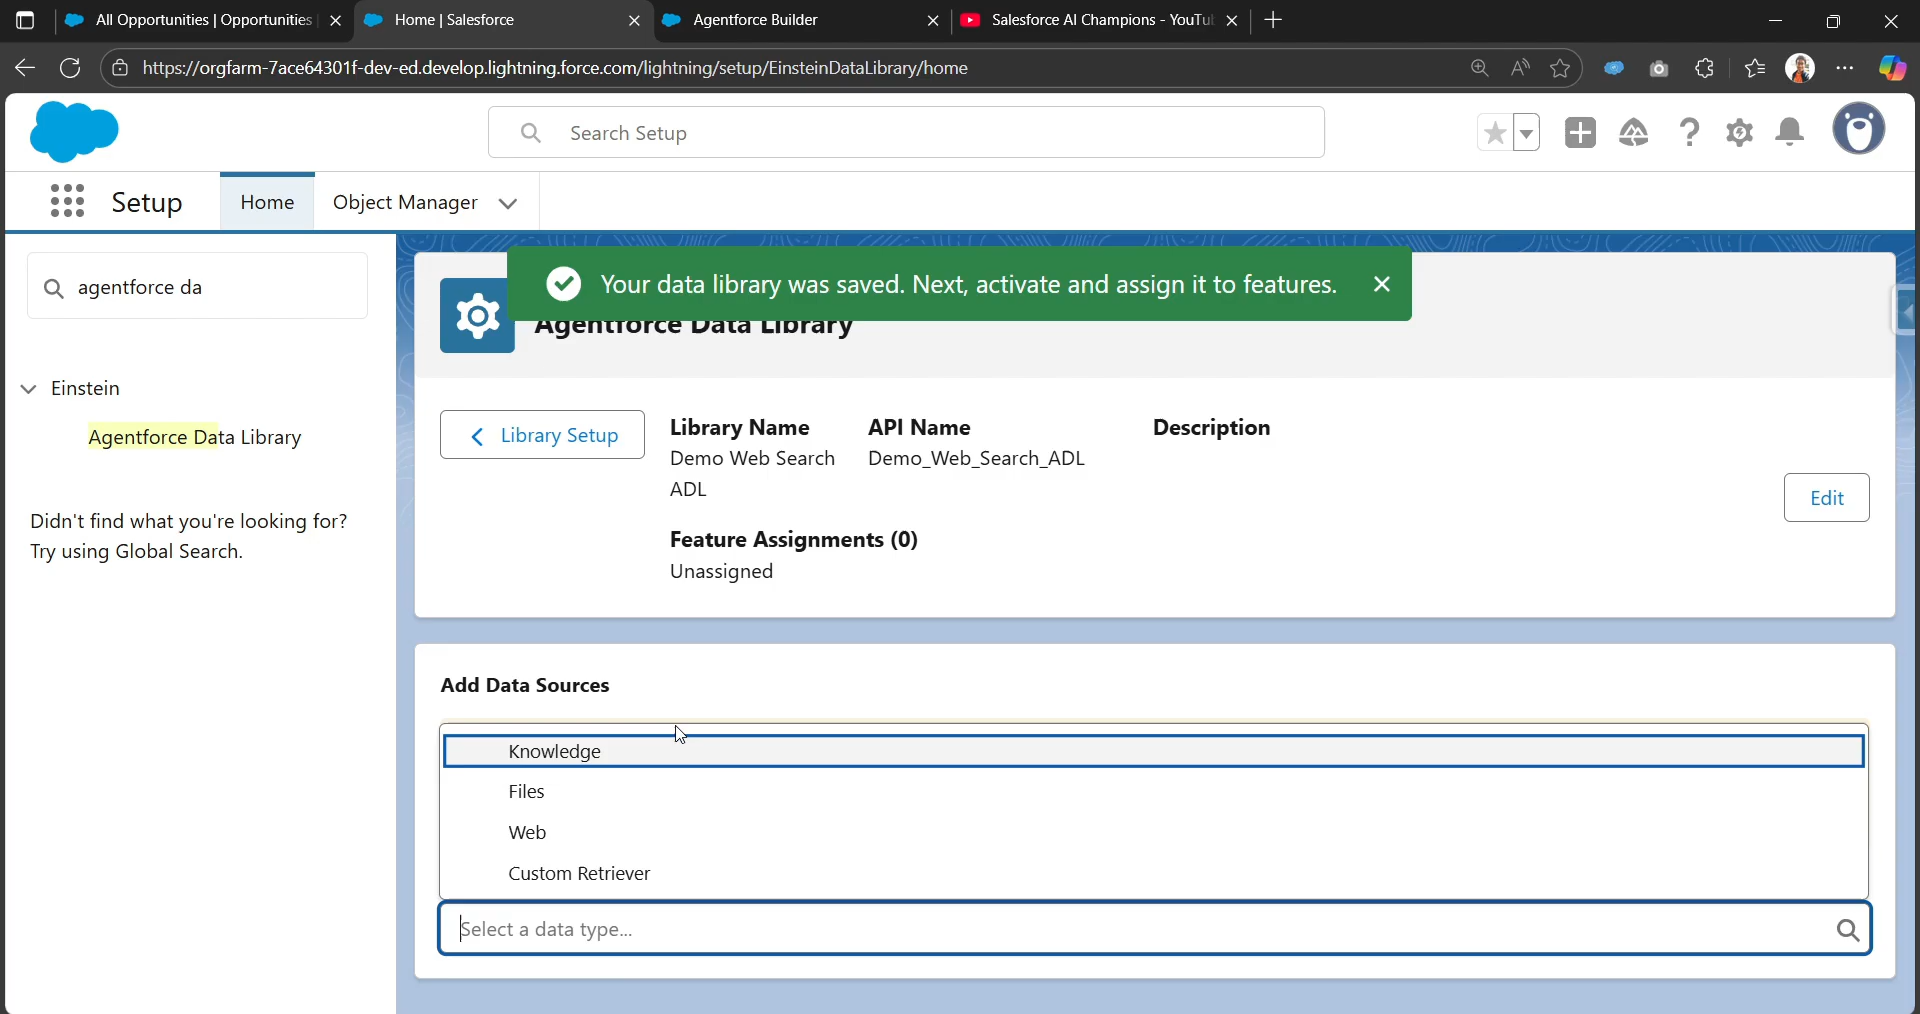 All Opportunities | Opportunities
Home | Salesforce
Agentforce Builder
Salesforce AI Champions - YouTu
https://orgfarm-7ace64301f-dev-ed.develop.lightning.force.com/lightning/setup/EinsteinDataLibrary/home
Search Setup
Setup
Home
Object Manager
agentforce da
Einstein
Agentforce Data Library
Didn't find what you're looking for?
Try using Global Search.
Your data library was saved. Next, activate and assign it to features.
Agentforce Data Library
Library Setup
Library Name
Demo Web Search
ADL
API Name
Demo_Web_Search_ADL
Description
Feature Assignments (0)
Unassigned
Edit
Add Data Sources
Knowledge
Files
Web
Custom Retriever
Select a data type...